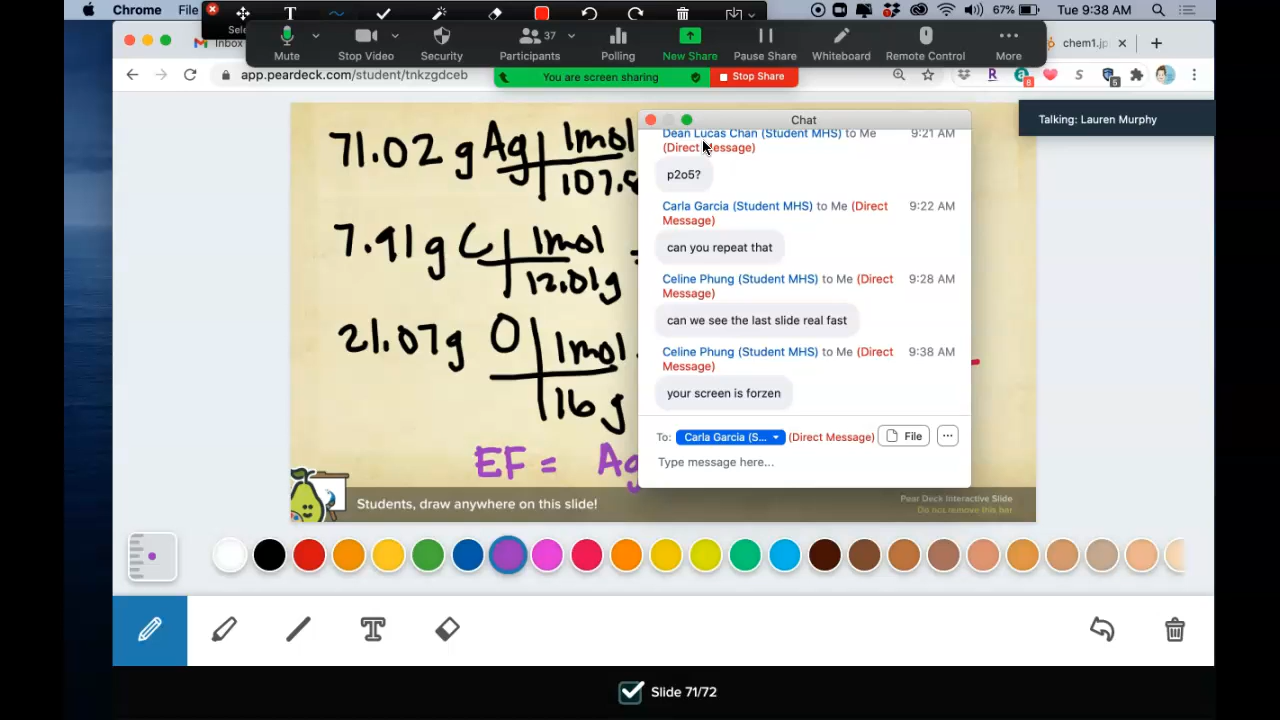 Chrome File
67% Tue 9:38 AM
Mute Stop Video Security Participants 37 Polling New Share Pause Share Whiteboard Remote Control More
Inbox
chem1.jp
app.peardeck.com/student/tnkzgdceb
You are screen sharing Stop Share
8
5
Talking: Lauren Murphy
71.02 g Ag 1mol
107.8
7.91g C 1mol =
12.01g
21.07g O 1mol
16 g
EF = Ag
Students, draw anywhere on this slide!
Pear Deck Interactive Slide
Do not remove this bar
Chat
Dean Lucas Chan (Student MHS) to Me 9:21 AM
(Direct Message)
p2o5?
Carla Garcia (Student MHS) to Me (Direct 9:22 AM
Message)
can you repeat that
Celine Phung (Student MHS) to Me (Direct 9:28 AM
Message)
can we see the last slide real fast
Celine Phung (Student MHS) to Me (Direct 9:38 AM
Message)
your screen is forzen
To: Carla Garcia (S... (Direct Message) File
Type message here...
T
Slide 71/72